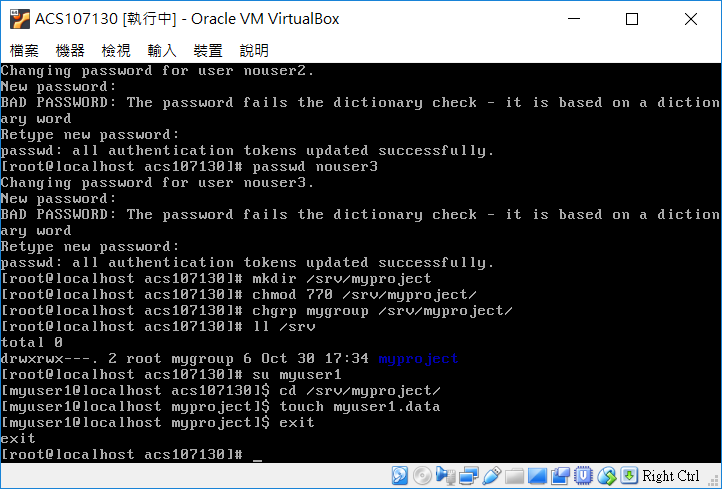 ACS107130 [執行中] - Oracle VM VirtualBox
檔案 機器 檢視 輸入 裝置 說明
Changing password for user nouser2.
New password:
BAD PASSWORD: The password fails the dictionary check - it is based on a diction
ary word
Retype new password:
passwd: all authentication tokens updated successfully.
[root@localhost acs107130]# passwd nouser3
Changing password for user nouser3.
New password:
BAD PASSWORD: The password fails the dictionary check - it is based on a diction
ary word
Retype new password:
passwd: all authentication tokens updated successfully.
[root@localhost acs107130]# mkdir /srv/myproject
[root@localhost acs107130]# chmod 770 /srv/myproject/
[root@localhost acs107130]# chgrp mygroup /srv/myproject/
[root@localhost acs107130]# ll /srv
total 0
drwxrwx---. 2 root mygroup 6 Oct 30 17:34 myproject
[root@localhost acs107130]# su myuser1
[myuser1@localhost acs107130]$ cd /srv/myproject/
[myuser1@localhost myproject]$ touch myuser1.data
[myuser1@localhost myproject]$ exit
exit
[root@localhost acs107130]# _
Right Ctrl